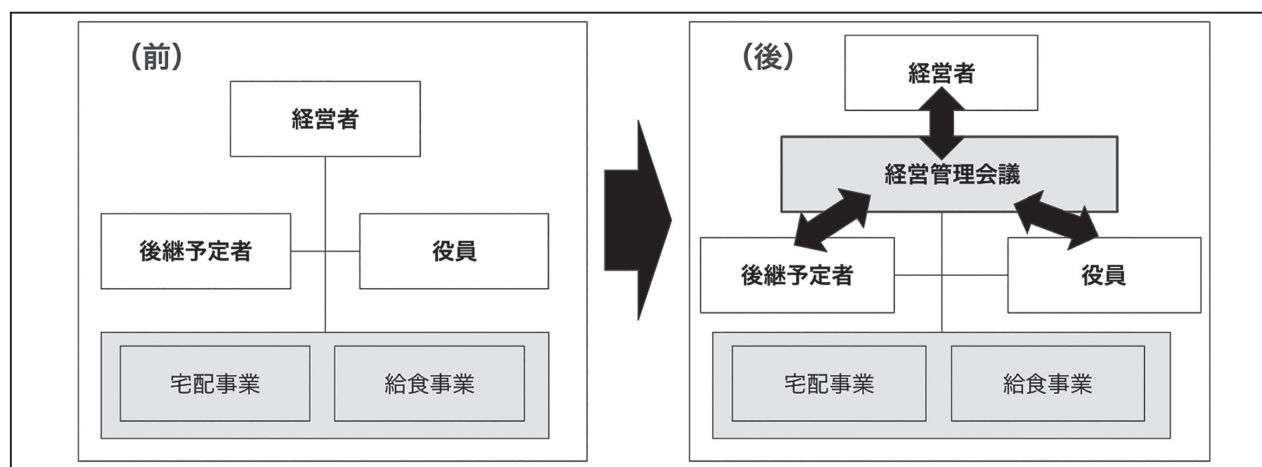 （前）
経営者
後継予定者
役員
宅配事業
給食事業
（後）
経営者
経営管理会議
後継予定者
役員
宅配事業
給食事業